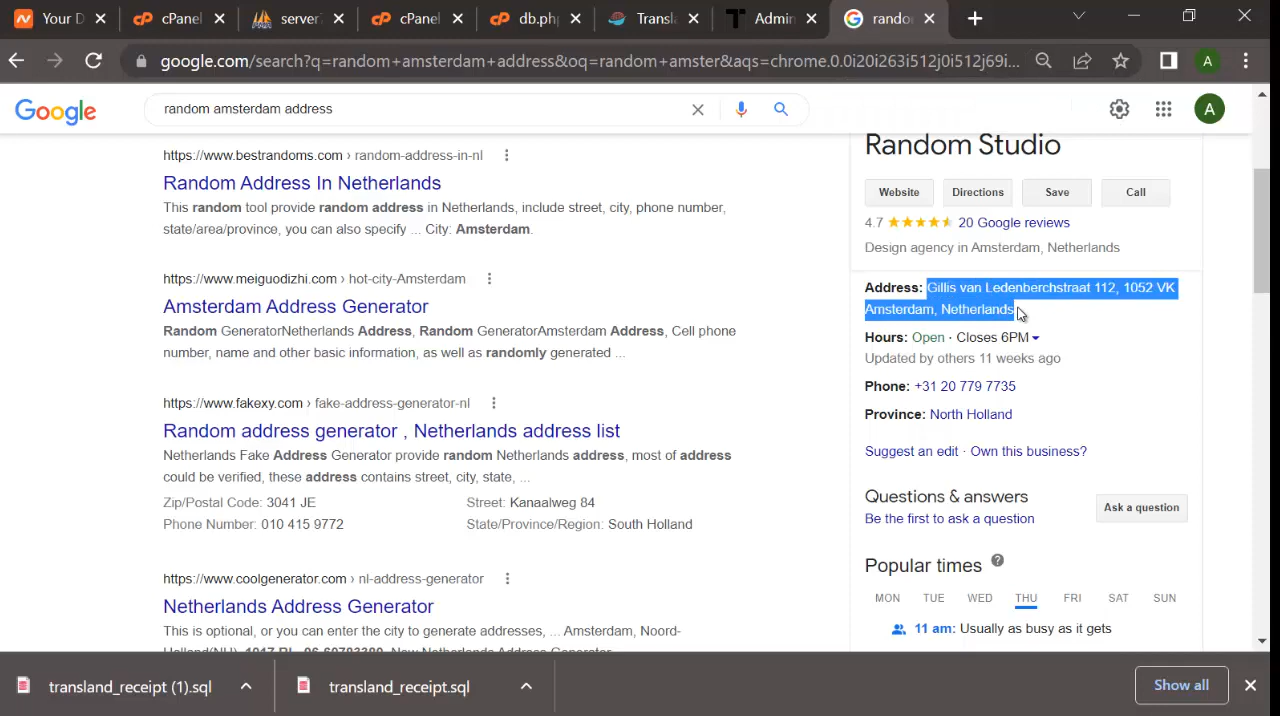 Your D
cPanel
server
cPanel
db.php
Transl
Admin
rando
google.com/search?q=random+amsterdam+address&oq=random+amster&aqs=chrome.0.0i20i263i512j0i512j69i...
A
Google
random amsterdam address
A
https://www.bestrandoms.com › random-address-in-nl
Random Address In Netherlands
This random tool provide random address in Netherlands, include street, city, phone number,
state/area/province, you can also specify ... City: Amsterdam.
https://www.meiguodizhi.com › hot-city-Amsterdam
Amsterdam Address Generator
Random GeneratorNetherlands Address, Random GeneratorAmsterdam Address, Cell phone
number, name and other basic information, as well as randomly generated ...
https://www.fakexy.com › fake-address-generator-nl
Random address generator , Netherlands address list
Netherlands Fake Address Generator provide random Netherlands address, most of address
could be verified, these address contains street, city, state, ...
Zip/Postal Code: 3041 JE Street: Kanaalweg 84
Phone Number: 010 415 9772 State/Province/Region: South Holland
https://www.coolgenerator.com › nl-address-generator
Netherlands Address Generator
This is optional, or you can enter the city to generate addresses, ... Amsterdam, Noord-
Random Studio
Website Directions Save Call
4.7 20 Google reviews
Design agency in Amsterdam, Netherlands
Address: Gillis van Ledenberchstraat 112, 1052 VK
Amsterdam, Netherlands
Hours: Open · Closes 6PM
Updated by others 11 weeks ago
Phone: +31 20 779 7735
Province: North Holland
Suggest an edit · Own this business?
Questions & answers
Be the first to ask a question
Ask a question
Popular times
MON TUE WED THU FRI SAT SUN
11 am: Usually as busy as it gets
transland_receipt (1).sql
transland_receipt.sql
Show all